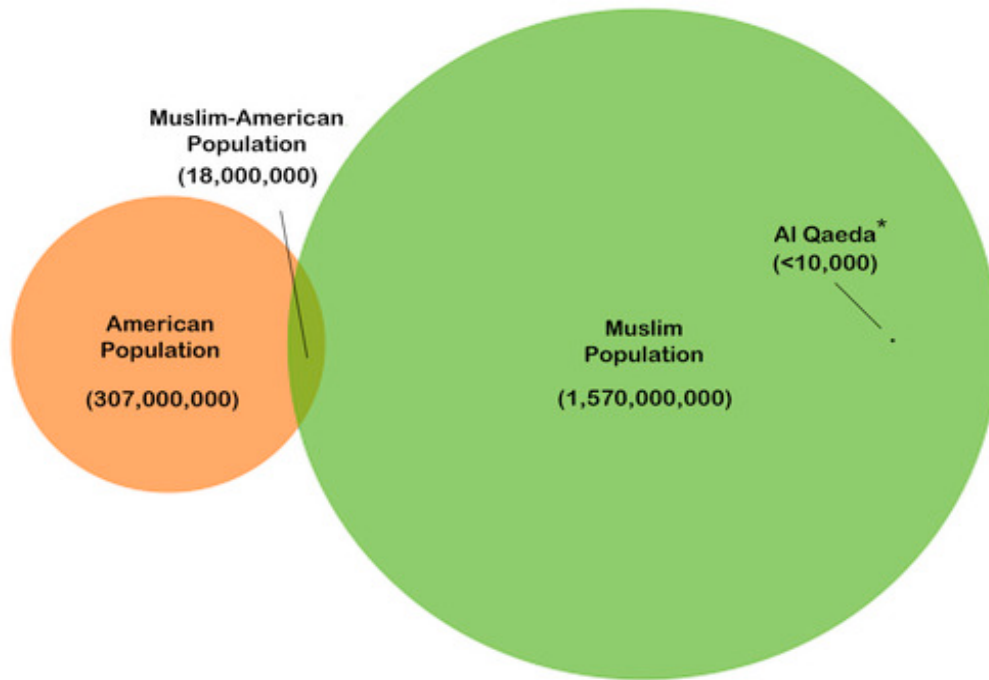 Muslim-American
Population
(18,000,000)
Al Qaeda*
(<10,000)
American
Population
(307,000,000)
Muslim
Population
(1,570,000,000)